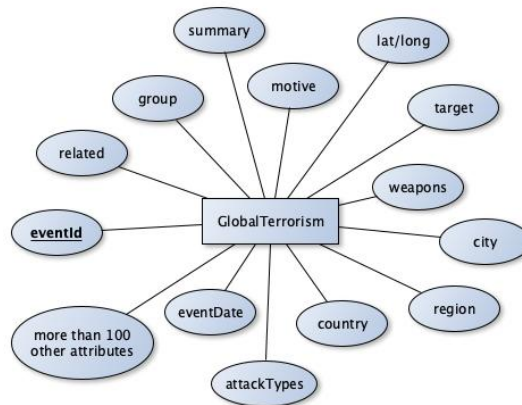 summary
lat/long
motive
group
target
related
weapons
GlobalTerrorism
eventId
city
eventDate
country
region
more than 100
other attributes
attackTypes